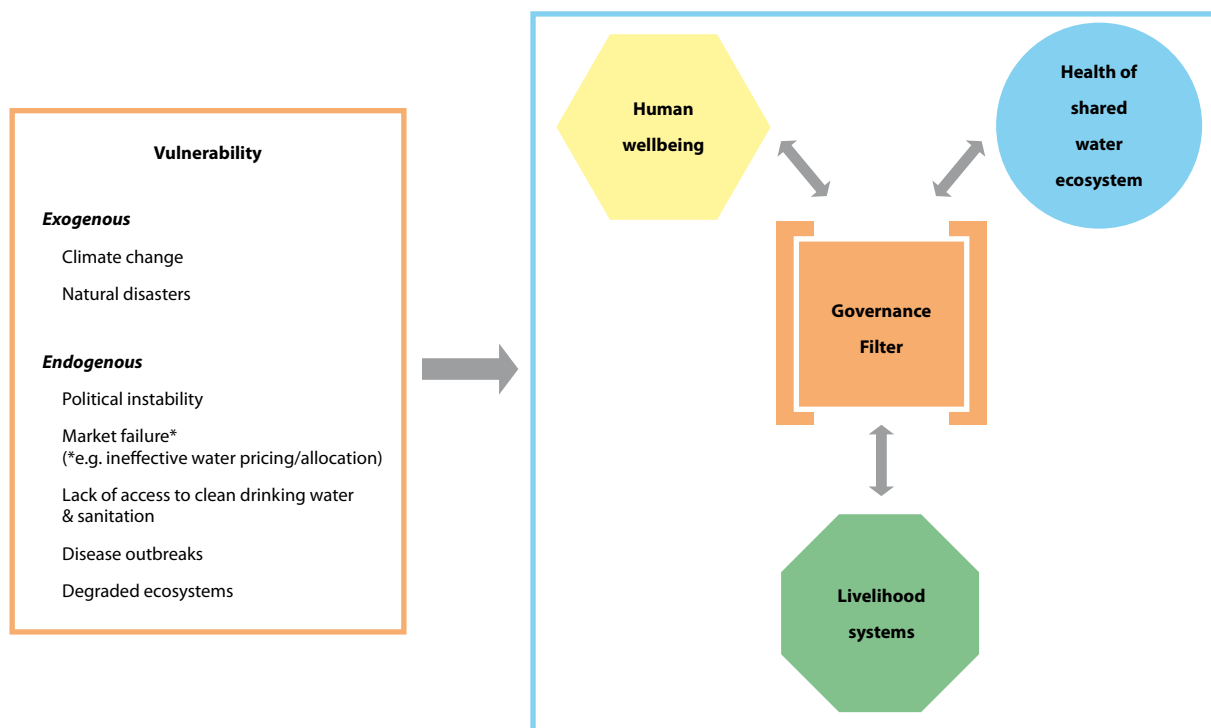 Vulnerability
Exogenous
Climate change
Natural disasters
Endogenous
Political instability
Market failure*
(*e.g. ineffective water pricing/allocation)
Lack of access to clean drinking water
& sanitation
Disease outbreaks
Degraded ecosystems
Human
wellbeing
Health of
shared
water
ecosystem
Governance
Filter
Livelihood
systems